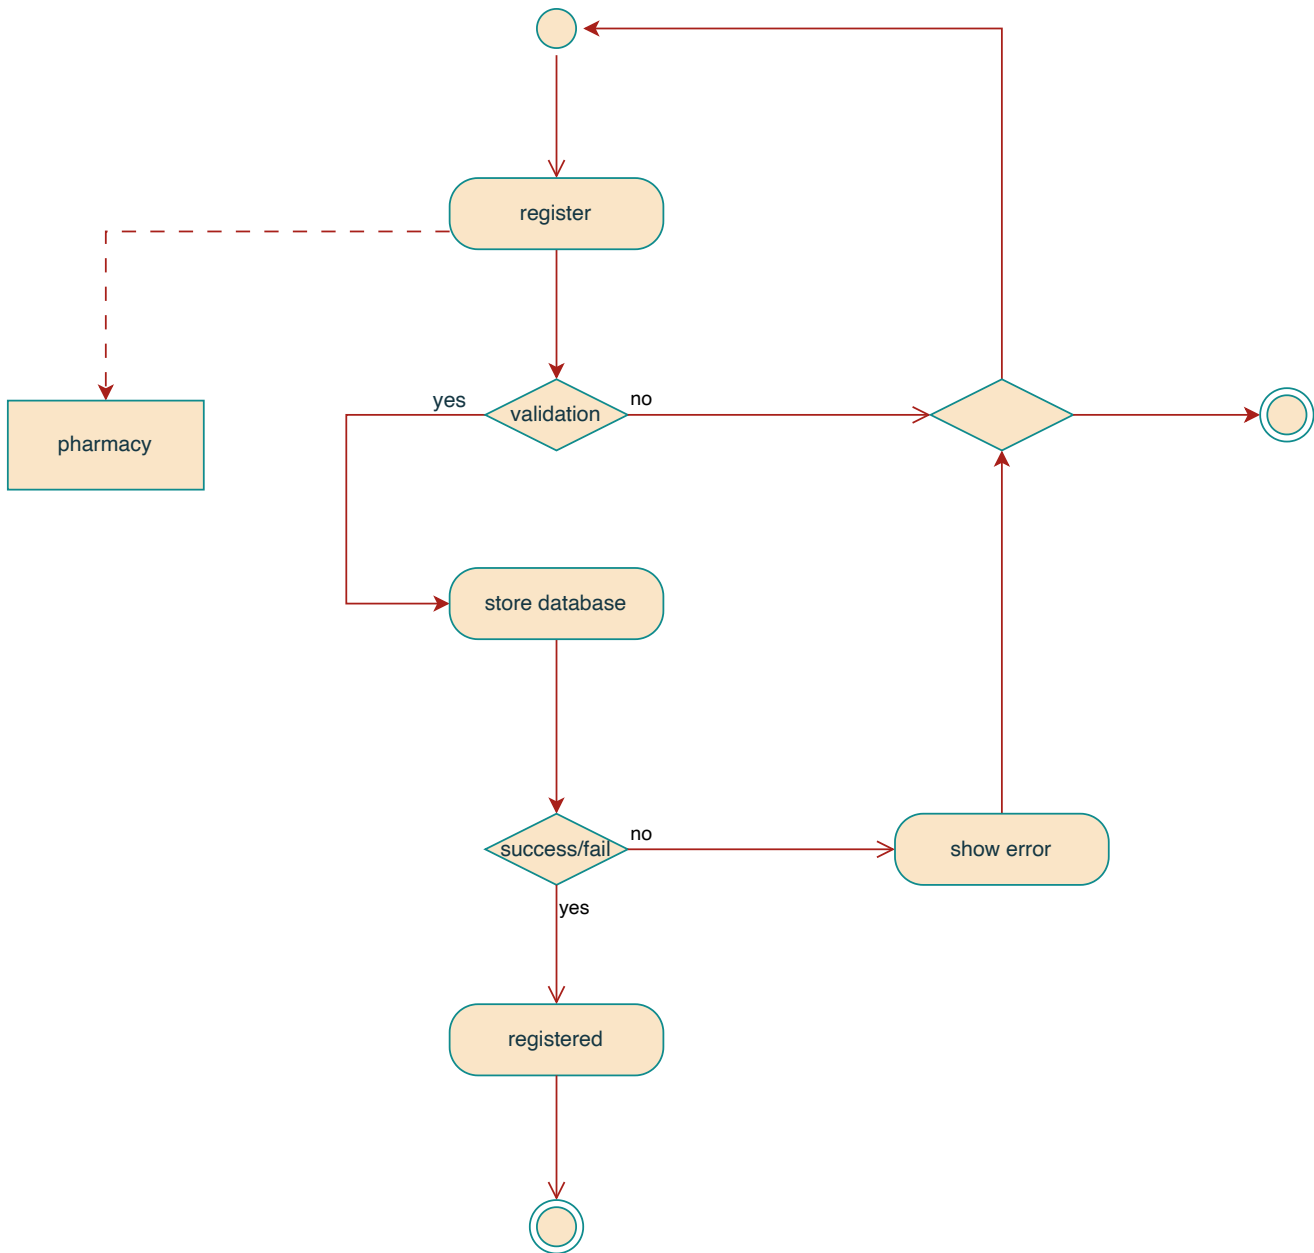 register
yes
validation
no
pharmacy
store database
success/fail
no
show error
yes
registered